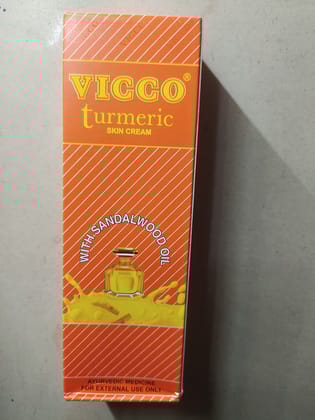 VICCO®
turmeric
SKIN CREAM
WITH SANDALWOOD OIL
AYURVEDIC MEDICINE
FOR EXTERNAL USE ONLY